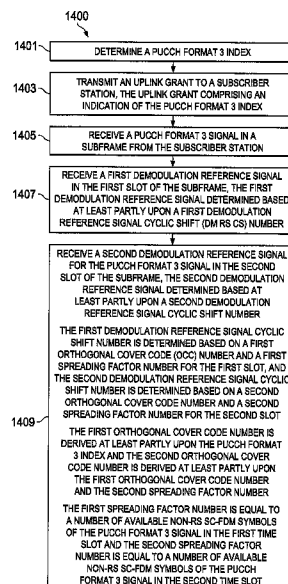 1400
1401
DETERMINE A PUCCH FORMAT 3 INDEX
1403
TRANSMIT AN UPLINK GRANT TO A SUBSCRIBER
STATION, THE UPLINK GRANT COMPRISING AN
INDICATION OF THE PUCCH FORMAT 3 INDEX
1405
RECEIVE A PUCCH FORMAT 3 SIGNAL IN A
SUBFRAME FROM THE SUBSCRIBER STATION
1407
RECEIVE A FIRST DEMODULATION REFERENCE SIGNAL
IN THE FIRST SLOT OF THE SUBFRAME, THE FIRST
DEMODULATION REFERENCE SIGNAL DETERMINED BASED
AT LEAST PARTLY UPON A FIRST DEMODULATION
REFERENCE SIGNAL CYCLIC SHIFT (DM RS CS) NUMBER
1409
RECEIVE A SECOND DEMODULATION REFERENCE SIGNAL
FOR THE PUCCH FORMAT 3 SIGNAL IN THE SECOND
SLOT OF THE SUBFRAME, THE SECOND DEMODULATION
REFERENCE SIGNAL DETERMINED BASED AT
LEAST PARTLY UPON A SECOND DEMODULATION
REFERENCE SIGNAL CYCLIC SHIFT NUMBER
THE FIRST DEMODULATION REFERENCE SIGNAL CYCLIC
SHIFT NUMBER IS DETERMINED BASED ON A FIRST
ORTHOGONAL COVER CODE (OCC) NUMBER AND A FIRST
SPREADING FACTOR NUMBER FOR THE FIRST SLOT, AND
THE SECOND DEMODULATION REFERENCE SIGNAL CYCLIC
SHIFT NUMBER IS DETERMINED BASED ON A SECOND
ORTHOGONAL COVER CODE NUMBER AND A SECOND
SPREADING FACTOR NUMBER FOR THE SECOND SLOT
THE FIRST ORTHOGONAL COVER CODE NUMBER IS
DERIVED AT LEAST PARTLY UPON THE PUCCH FORMAT
3 INDEX AND THE SECOND ORTHOGONAL COVER
CODE NUMBER IS DERIVED AT LEAST PARTLY UPON
THE FIRST ORTHOGONAL COVER CODE NUMBER
AND THE SECOND SPREADING FACTOR NUMBER
THE FIRST SPREADING FACTOR NUMBER IS EQUAL TO
A NUMBER OF AVAILABLE NON-RS SC-FDM SYMBOLS
OF THE PUCCH FORMAT 3 SIGNAL IN THE FIRST TIME
SLOT AND THE SECOND SPREADING FACTOR
NUMBER IS EQUAL TO A NUMBER OF AVAILABLE
NON-RS SC-FDM SYMBOLS OF THE PUCCH
FORMAT 3 SIGNAL IN THE SECOND TIME SLOT